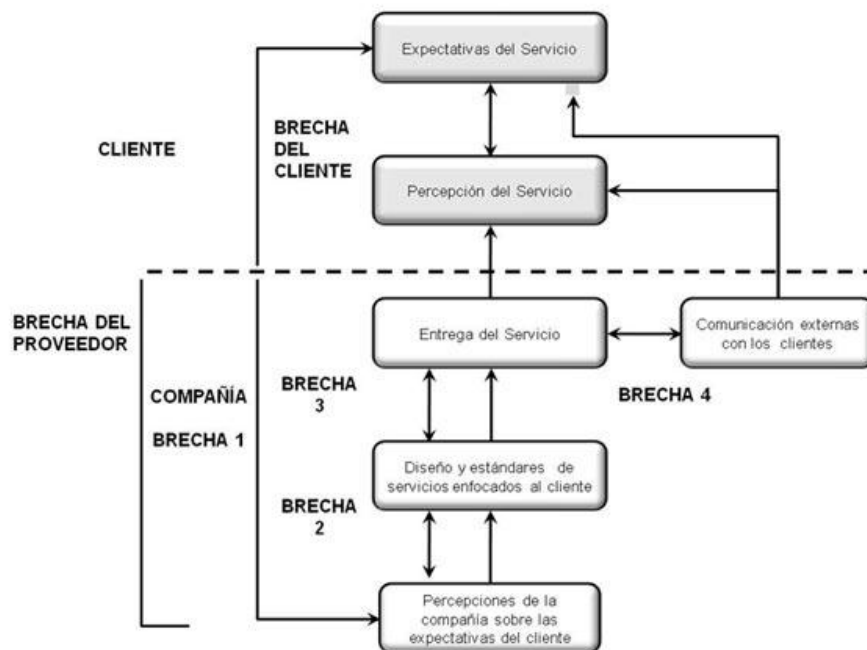 Expectativas del Servicio
CLIENTE
BRECHA
DEL
CLIENTE
Percepción del Servicio
BRECHA DEL
PROVEEDOR
Entrega del Servicio
Comunicación externas
con los clientes
COMPAÑÍA
BRECHA 1
BRECHA
3
BRECHA 4
Diseño y estándares de
servicios enfocados al cliente
BRECHA
2
Percepciones de la
compañía sobre las
expectativas del cliente